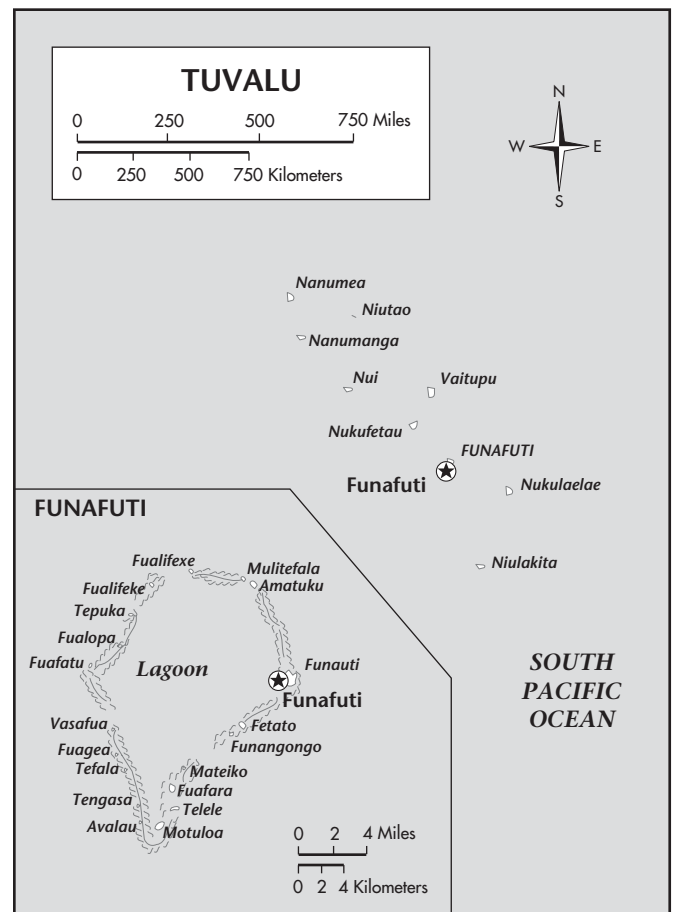 TUVALU
0 250 500 750 Miles
0 250 500 750 Kilometers
N
W E
S
Nanumea
Niutao
Nanumanga
Nui
Vaitupu
Nukufetau
FUNAFUTI
Funafuti
Nukulaelae
Niulakita
SOUTH
PACIFIC
OCEAN
FUNAFUTI
Fualifexe
Mulitefala
Fualifeke
Amatuku
Tepuka
Fualopa
Fuafatu
Lagoon
Funauti
Funafuti
Vasafua
Fetato
Funangongo
Fuagea
Tefala
Mateiko
Fuafara
Tengasa
Telele
Avalau
Motuloa
0 2 4 Miles
0 2 4 Kilometers